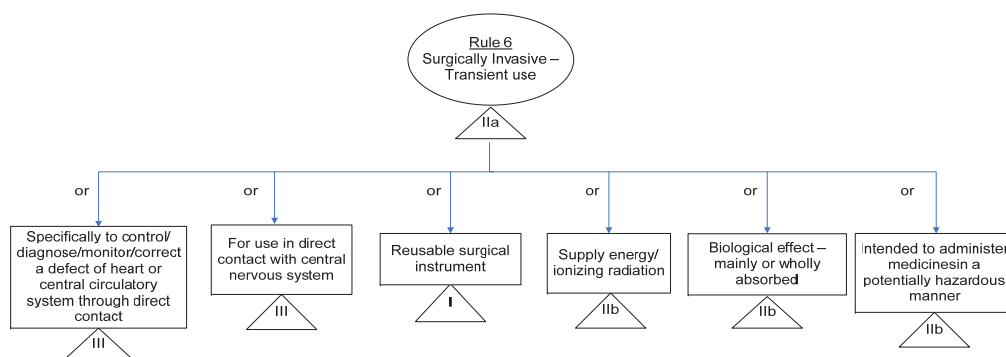 Rule 6
Surgically Invasive –
Transient use
IIa
or
or
or
or
or
or
Specifically to control/
diagnose/monitor/correct
a defect of heart or
central circulatory
system through direct
contact
III
For use in direct
contact with central
nervous system
III
Reusable surgical
instrument
I
Supply energy/
ionizing radiation
IIb
Biological effect –
mainly or wholly
absorbed
IIb
Intended to administer
medicinesin a
potentially hazardous
manner
IIb